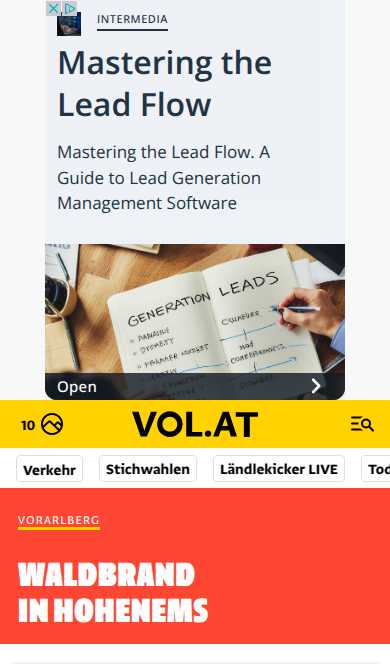 INTERMEDIA
Mastering the
Lead Flow
Mastering the Lead Flow. A
Guide to Lead Generation
Management Software
GENERATION LEADS
Open
10
VOL.AT
Verkehr
Stichwahlen
Ländlekicker LIVE
Tod
VORARLBERG
WALDBRAND
IN HOHENEMS